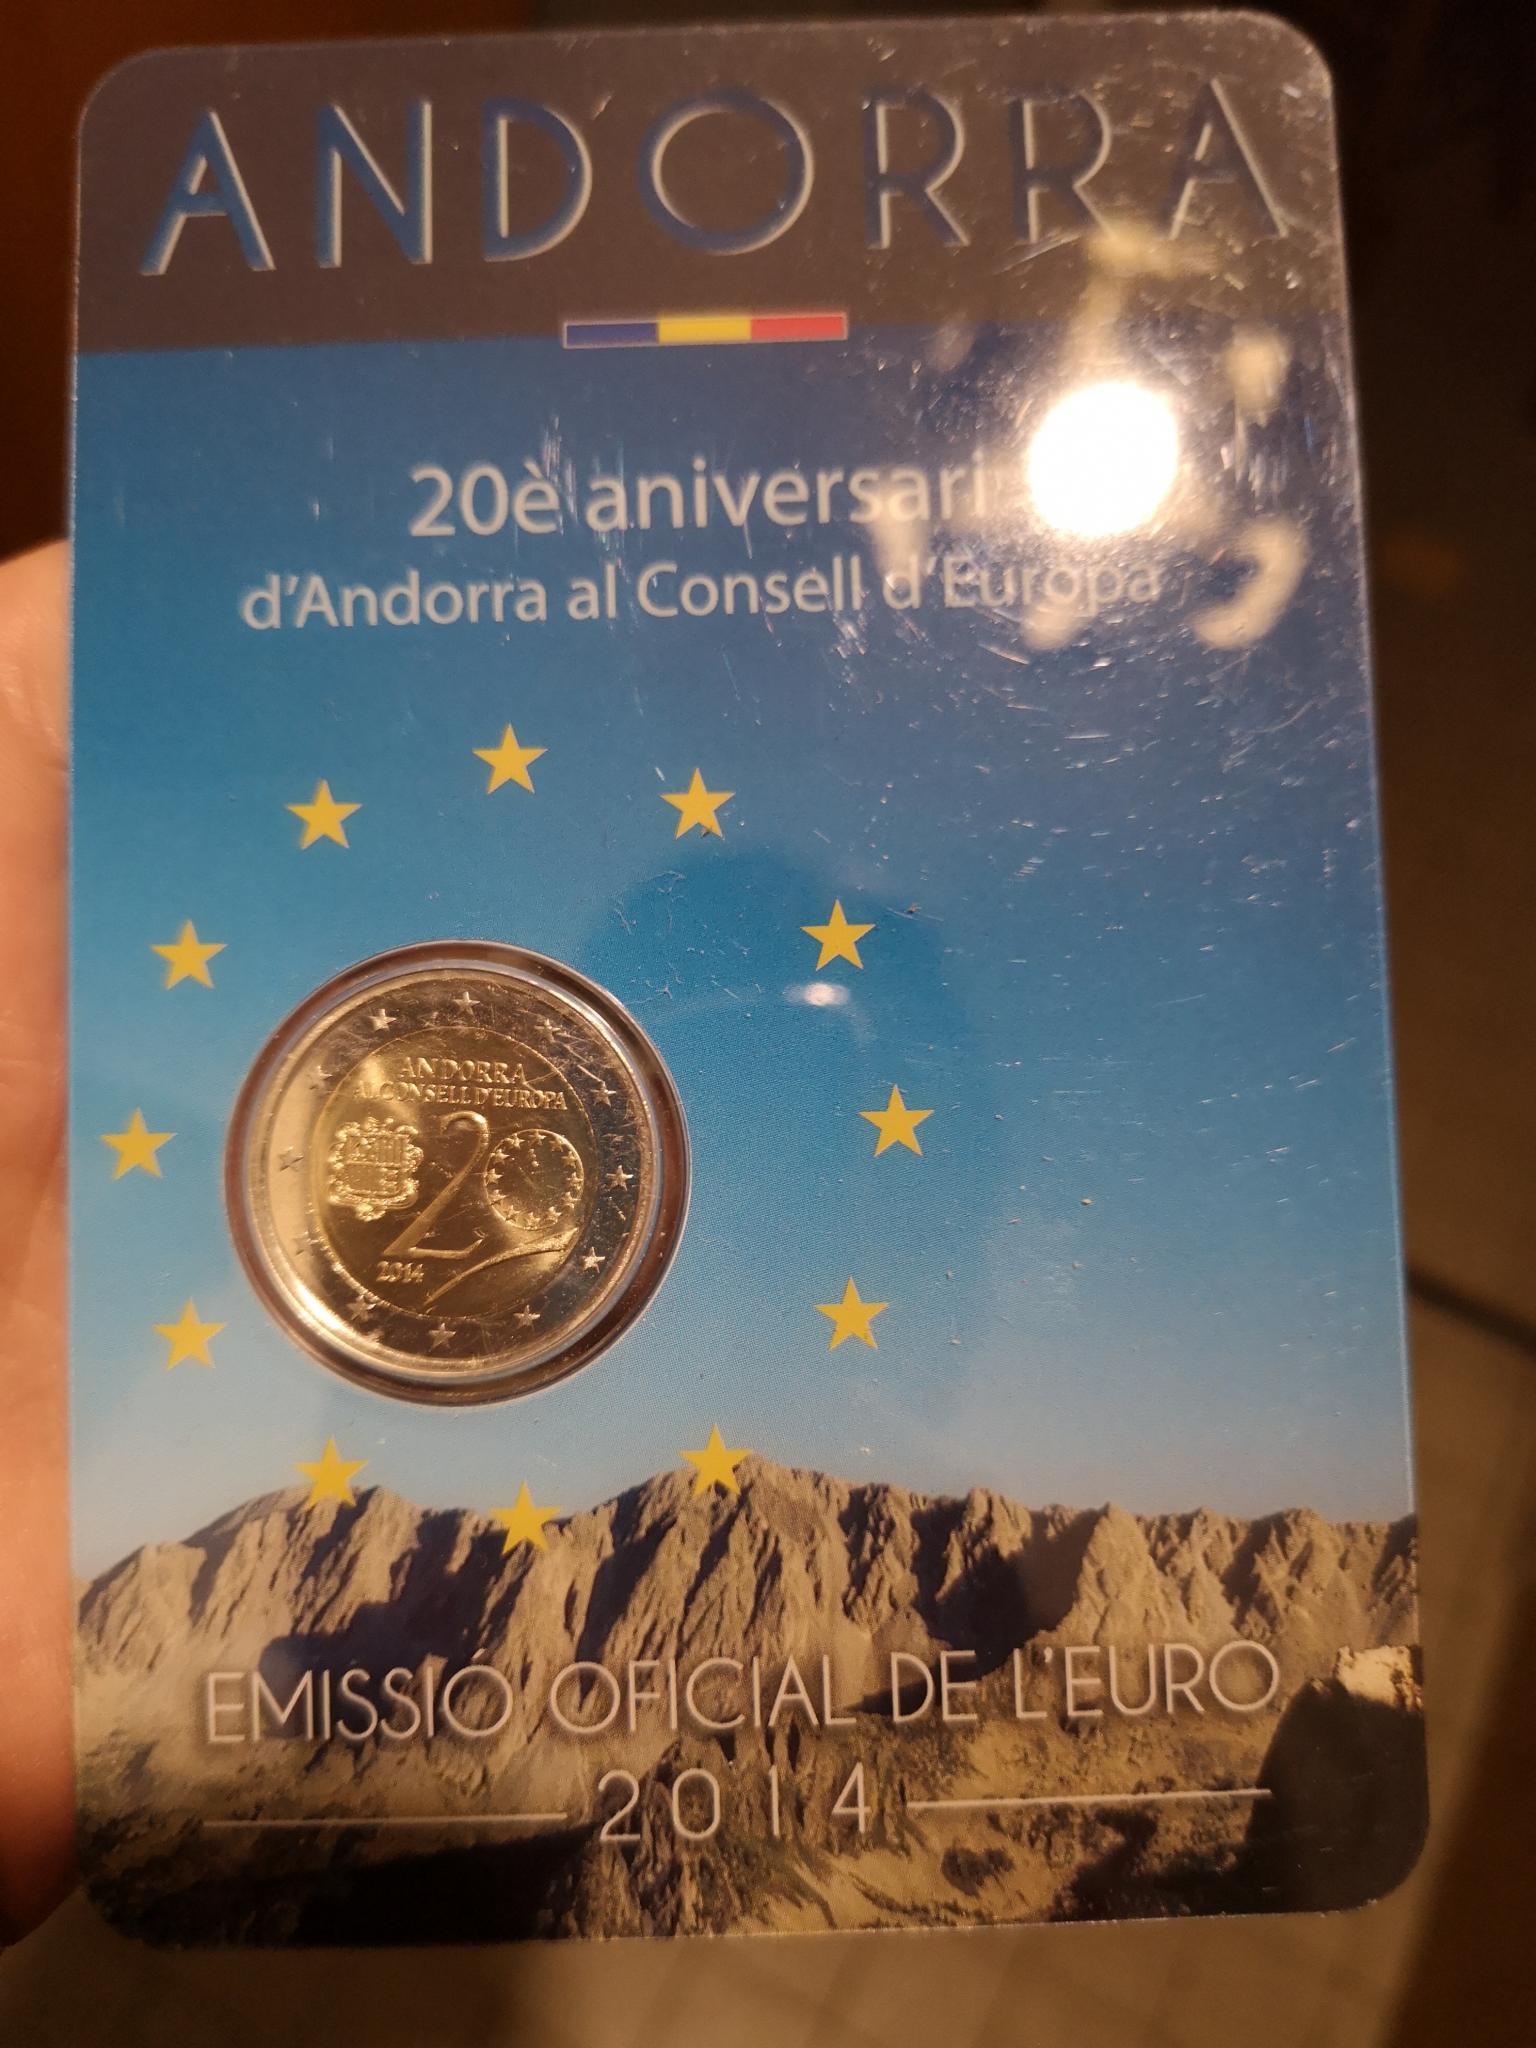 ANDORRA
20è aniversari
d'Andorra al Consell d'Europa
ANDORRA
AL CONSELL D'EUROPA
20
2014
EMISSIÓ OFICIAL DE L'EURO
2014